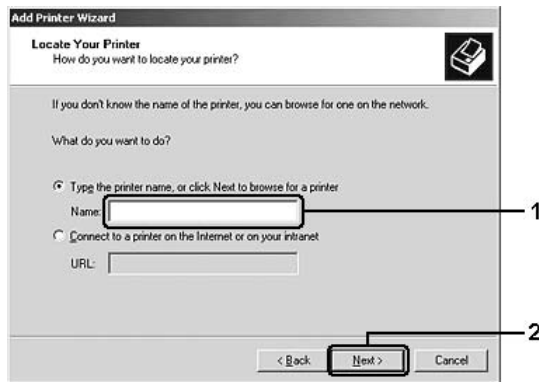 Add Printer Wizard
Locate Your Printer
How do you want to locate your printer?
If you don't know the name of the printer, you can browse for one on the network.
What do you want to do?
Type the printer name, or click Next to browse for a printer
Name:
1
Connect to a printer on the Internet or on your intranet
URL:
2
< Back
Next >
Cancel